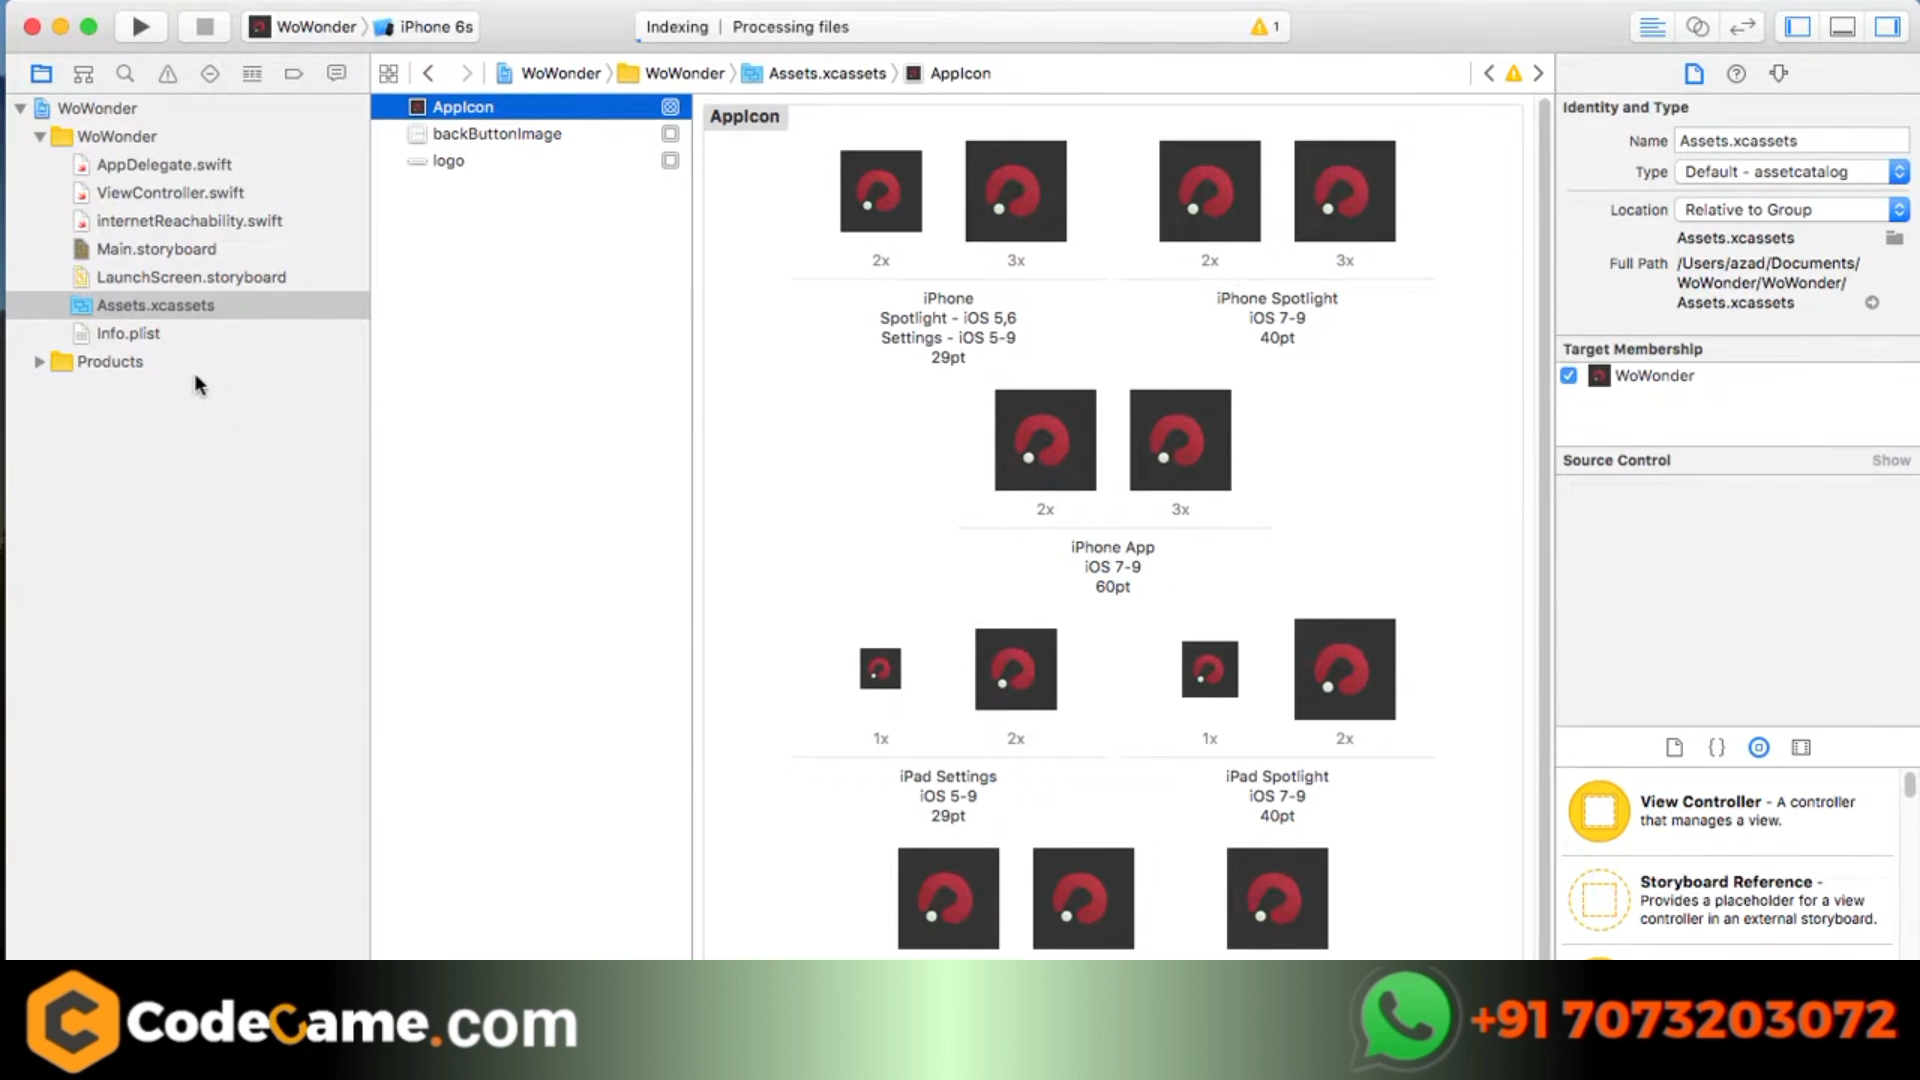 WoWonder
iPhone 6s
Indexing | Processing files
1
WoWonder
WoWonder
Assets.xcassets
AppIcon
WoWonder
WoWonder
AppDelegate.swift
ViewController.swift
internetReachability.swift
Main.storyboard
LaunchScreen.storyboard
Assets.xcassets
Info.plist
Products
AppIcon
backButtonImage
logo
AppIcon
2x 3x
iPhone
Spotlight - iOS 5,6
Settings - iOS 5-9
29pt
2x 3x
iPhone Spotlight
iOS 7-9
40pt
2x 3x
iPhone App
iOS 7-9
60pt
1x 2x
iPad Settings
iOS 5-9
29pt
1x 2x
iPad Spotlight
iOS 7-9
40pt
Identity and Type
Name Assets.xcassets
Type Default - assetcatalog
Location Relative to Group
Assets.xcassets
Full Path /Users/azad/Documents/
WoWonder/WoWonder/
Assets.xcassets
Target Membership
WoWonder
Source Control Show
{ }
View Controller - A controller
that manages a view.
Storyboard Reference -
Provides a placeholder for a view
controller in an external storyboard.
CodeCame.com
+91 7073203072